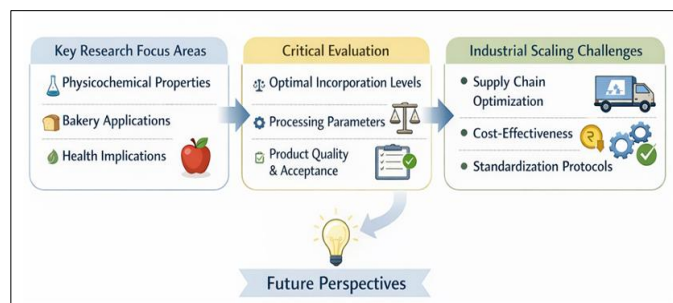 Key Research Focus Areas
Physicochemical Properties
Bakery Applications
Health Implications
Critical Evaluation
Optimal Incorporation Levels
Processing Parameters
Product Quality
& Acceptance
Industrial Scaling Challenges
Supply Chain
Optimization
Cost-Effectiveness
Standardization Protocols
Future Perspectives